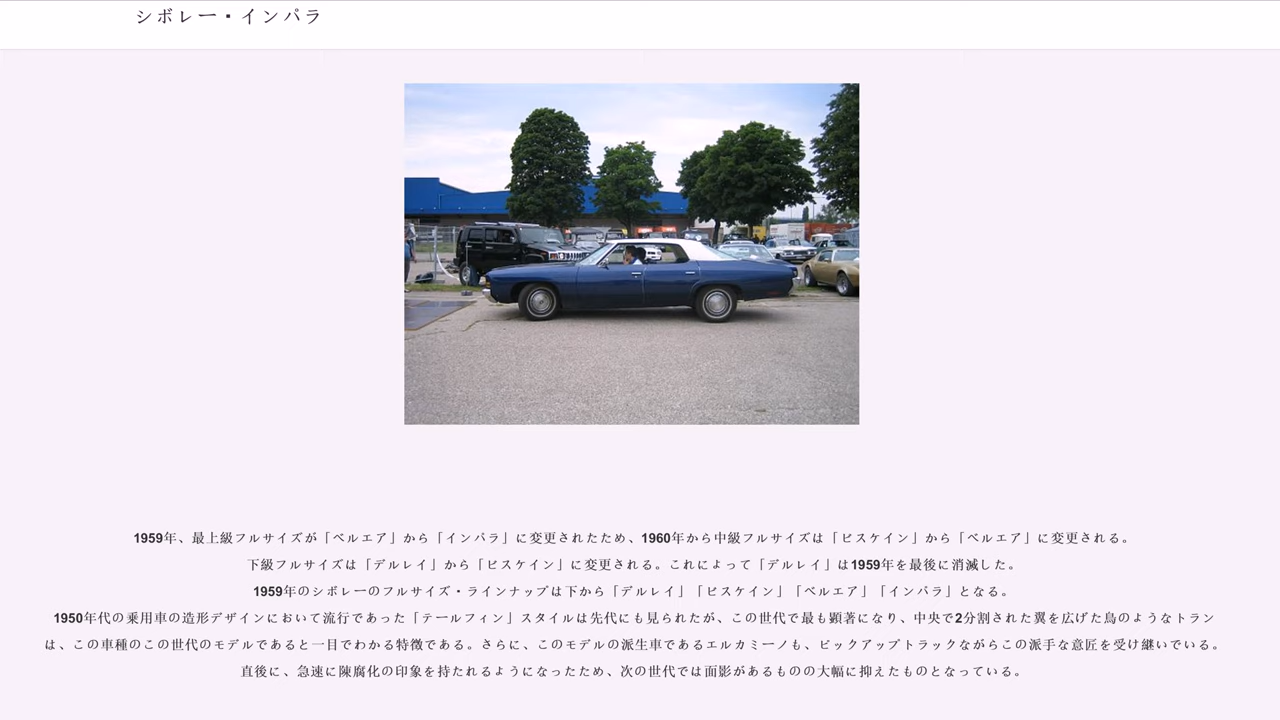 シボレー・インパラ
1959年、最上級フルサイズが「ベルエア」から「インパラ」に変更されたため、1960年から中級フルサイズは「ビスケイン」から「ベルエア」に変更される。
下級フルサイズは「デルレイ」から「ビスケイン」に変更される。これによって「デルレイ」は1959年を最後に消滅した。
1959年のシボレーのフルサイズ・ラインナップは下から「デルレイ」「ビスケイン」「ベルエア」「インパラ」となる。
1950年代の乗用車の造形デザインにおいて流行であった「テールフィン」スタイルは先代にも見られたが、この世代で最も顕著になり、中央で2分割された翼を広げた鳥のようなトラン
は、この車種のこの世代のモデルであると一目でわかる特徴である。さらに、このモデルの派生車であるエルカミーノも、ピックアップトラックながらこの派手な意匠を受け継いでいる。
直後に、急速に陳腐化の印象を持たれるようになったため、次の世代では面影があるものの大幅に抑えたものとなっている。